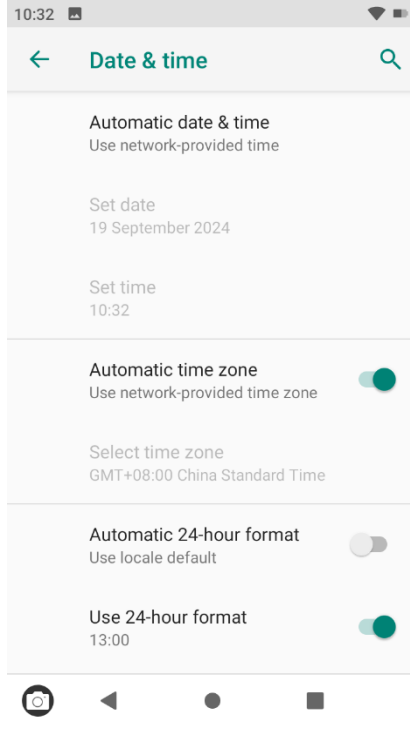 10:32
Date & time
Automatic date & time
Use network-provided time
Set date
19 September 2024
Set time
10:32
Automatic time zone
Use network-provided time zone
Select time zone
GMT+08:00 China Standard Time
Automatic 24-hour format
Use locale default
Use 24-hour format
13:00